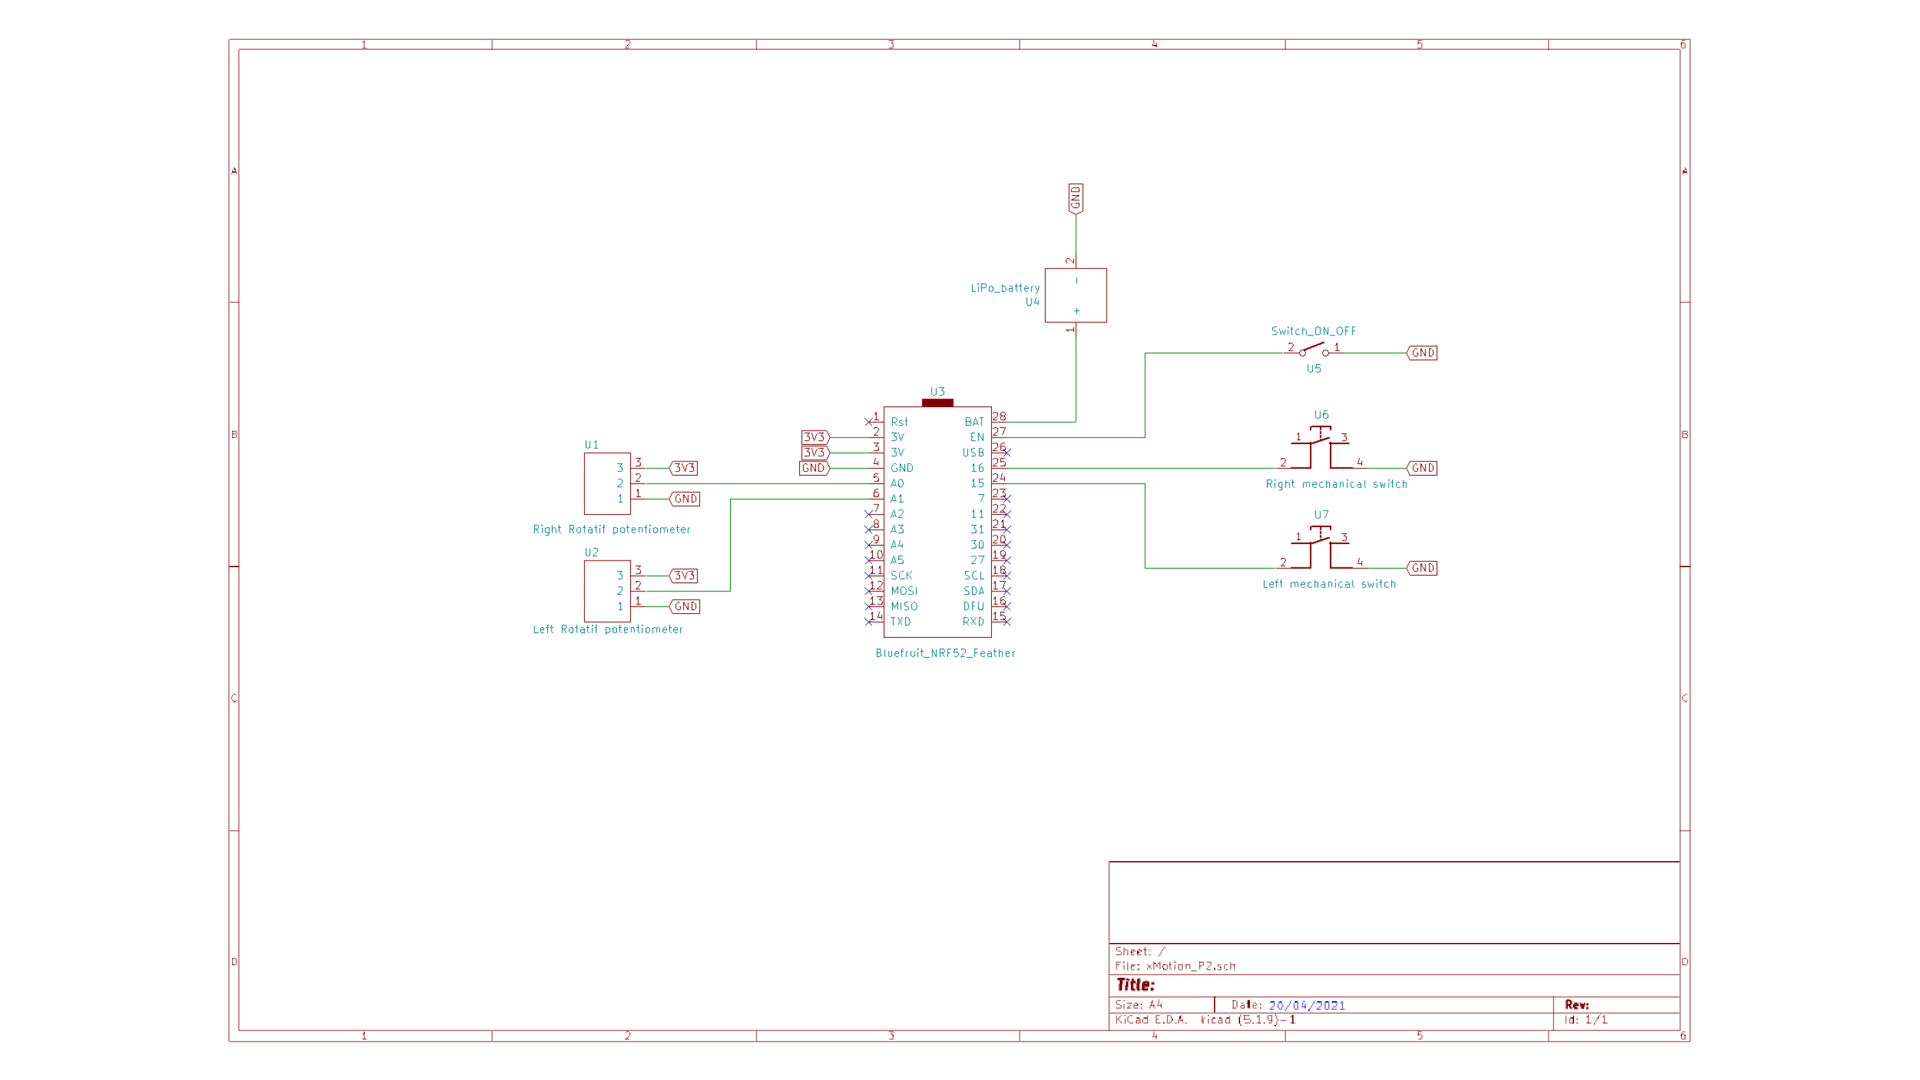 1 2 3 4 5 6
A A
GND
2
LiPo_battery
U4
-
+
1
Switch_ON_OFF
2 1 GND
U5
U3
U6
1 3
2 4 GND
Right mechanical switch
U7
1 3
2 4 GND
Left mechanical switch
B B
1 Rst BAT 28
3V3 2 3V EN 27
3V3 3 3V USB 26
GND 4 GND 16 25
5 A0 15 24
6 A1 7 23
7 A2 11 22
8 A3 31 21
9 A4 30 20
10 A5 27 19
11 SCK SCL 18
12 MOSI SDA 17
13 MISO DFU 16
14 TXD RXD 15
Bluefruit_NRF52_Feather
U1
3 3 3V3
2 2
1 1 GND
Right Rotatif potentiometer
U2
3 3 3V3
2 2
1 1 GND
Left Rotatif potentiometer
C C
D D
Sheet: /
File: xMotion_P2.sch
Title:
Size: A4 Date: 20/04/2021 Rev:
KiCad E.D.A. kicad (5.1.9)-1 Id: 1/1
1 2 3 4 5 6